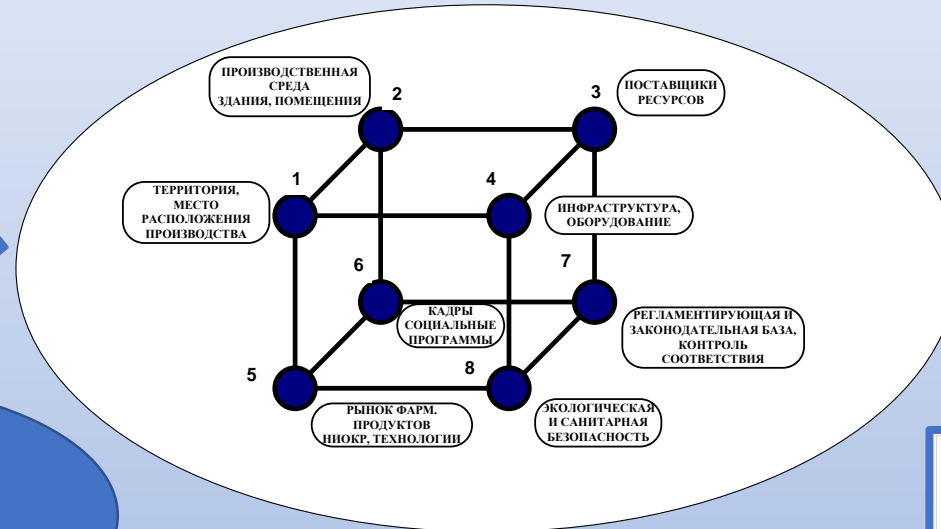 ПРОИЗВОДСТВЕННАЯ
СРЕДА
ЗДАНИЯ, ПОМЕЩЕНИЯ
2
3
ПОСТАВЩИКИ
РЕСУРСОВ
1
ТЕРРИТОРИЯ,
МЕСТО
РАСПОЛОЖЕНИЯ
ПРОИЗВОДСТВА
4
ИНФРАСТРУКТУРА,
ОБОРУДОВАНИЕ
6
КАДРЫ
СОЦИАЛЬНЫЕ
ПРОГРАММЫ
7
РЕГЛАМЕНТИРУЮЩАЯ И
ЗАКОНОДАТЕЛЬНАЯ БАЗА,
КОНТРОЛЬ
СООТВЕТСТВИЯ
5
РЫНОК ФАРМ.
ПРОДУКТОВ
НИОКР, ТЕХНОЛОГИИ
8
ЭКОЛОГИЧЕСКАЯ
И САНИТАРНАЯ
БЕЗОПАСНОСТЬ